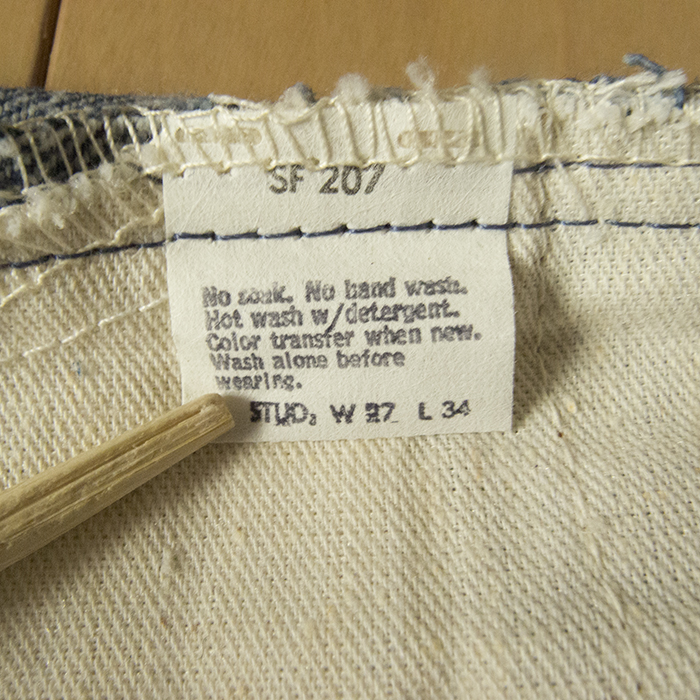 SF 207
No soak. No hand wash.
Hot wash w/detergent.
Color transfer when new.
Wash alone before
wearing.
STUD. W 27 L 34